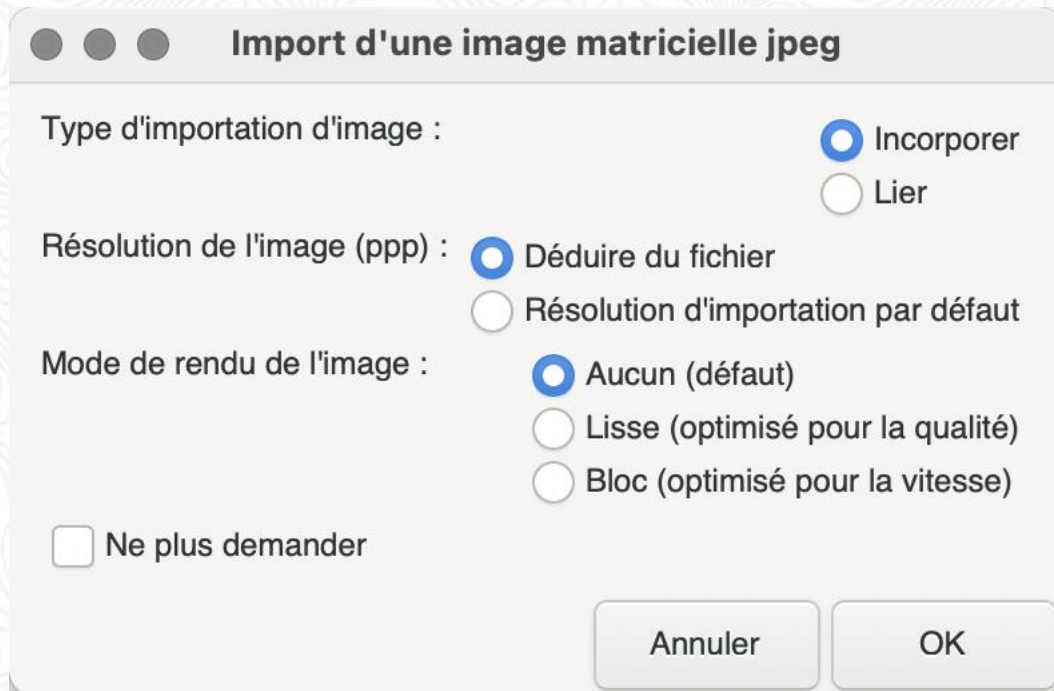 Import d'une image matricielle jpeg
Type d'importation d'image :
Incorporer
Lier
Résolution de l'image (ppp) :
Déduire du fichier
Résolution d'importation par défaut
Mode de rendu de l'image :
Aucun (défaut)
Lisse (optimisé pour la qualité)
Bloc (optimisé pour la vitesse)
Ne plus demander
Annuler
OK